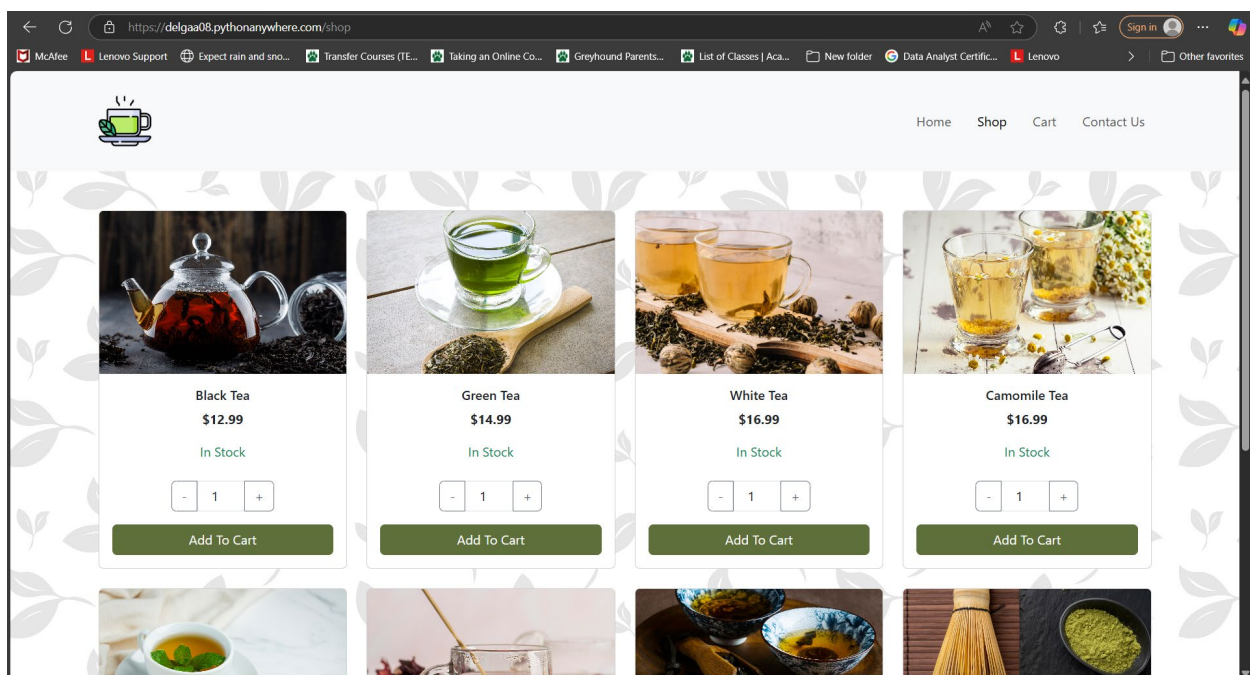 https://delgaa08.pythonanywhere.com/shop
Sign in
McAfee Lenovo Support Expect rain and sno... Transfer Courses (TE... Taking an Online Co... Greyhound Parents... List of Classes | Aca... New folder Data Analyst Certific... Lenovo Other favorites
Home Shop Cart Contact Us
Black Tea Green Tea White Tea Camomile Tea
$12.99 $14.99 $16.99 $16.99
In Stock In Stock In Stock In Stock
- 1 + - 1 + - 1 + - 1 +
Add To Cart Add To Cart Add To Cart Add To Cart